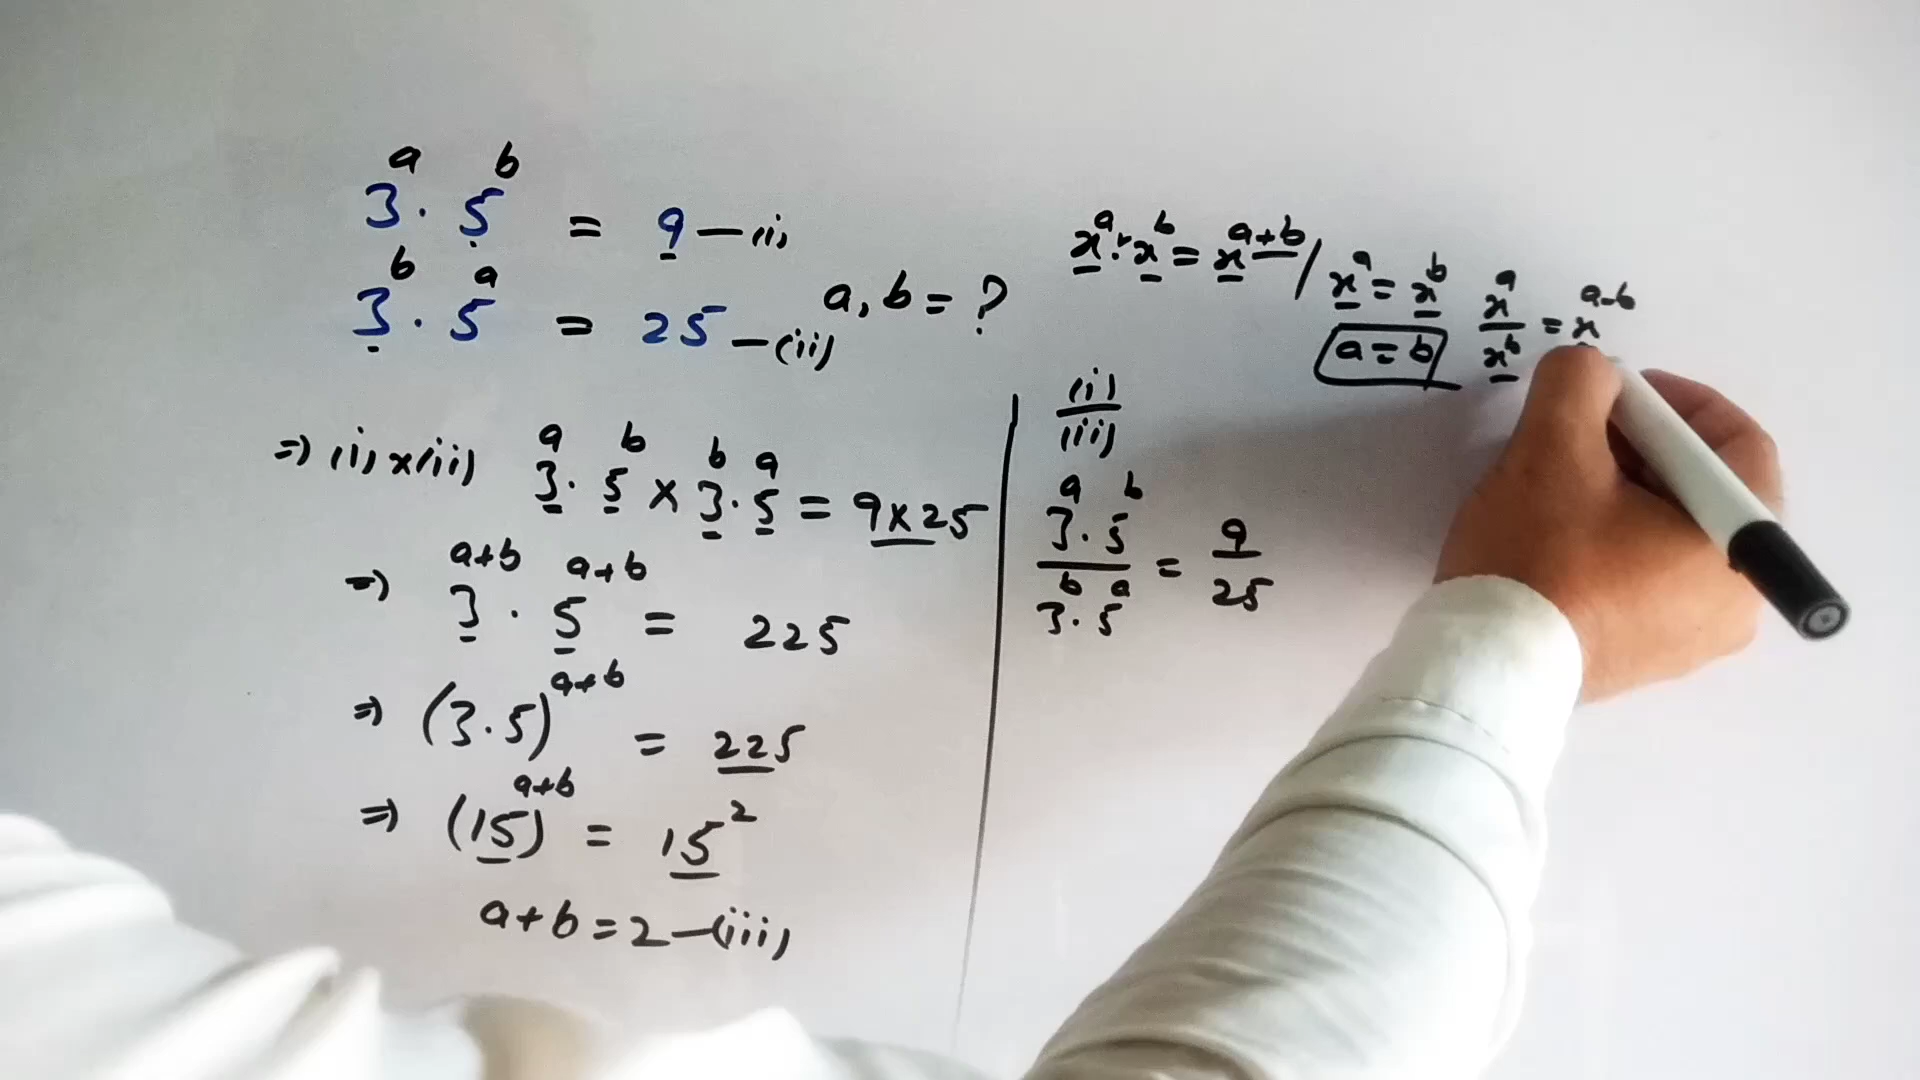 3^a · 5^b = 9 — (i)
3^b · 5^a = 25 — (ii)
a, b = ?
⇒ (i) x (ii) 3^a · 5^b × 3^b · 5^a = 9 × 25
⇒ 3^(a+b) · 5^(a+b) = 225
⇒ (3 · 5)^(a+b) = 225
⇒ (15)^(a+b) = 15^2
a + b = 2 — (iii)
x^a · x^b = x^(a+b) / x^a = x^b
a = b
x^a / x^b = x^(a-b)
(i) / (ii)
3^a · 5^b / 3^b · 5^a = 9 / 25